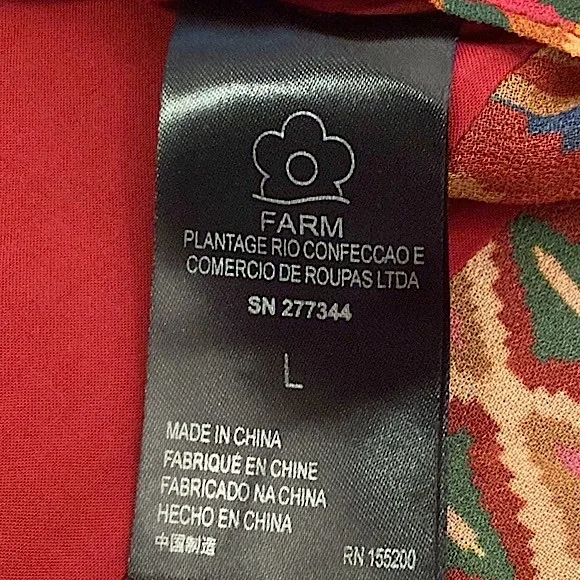 FARM
PLANTAGE RIO CONFECCAO E
COMERCIO DE ROUPAS LTDA
SN 277344
L
MADE IN CHINA
FABRIQUÉ EN CHINE
FABRICADO NA CHINA
HECHO EN CHINA
中国制造
RN 155200